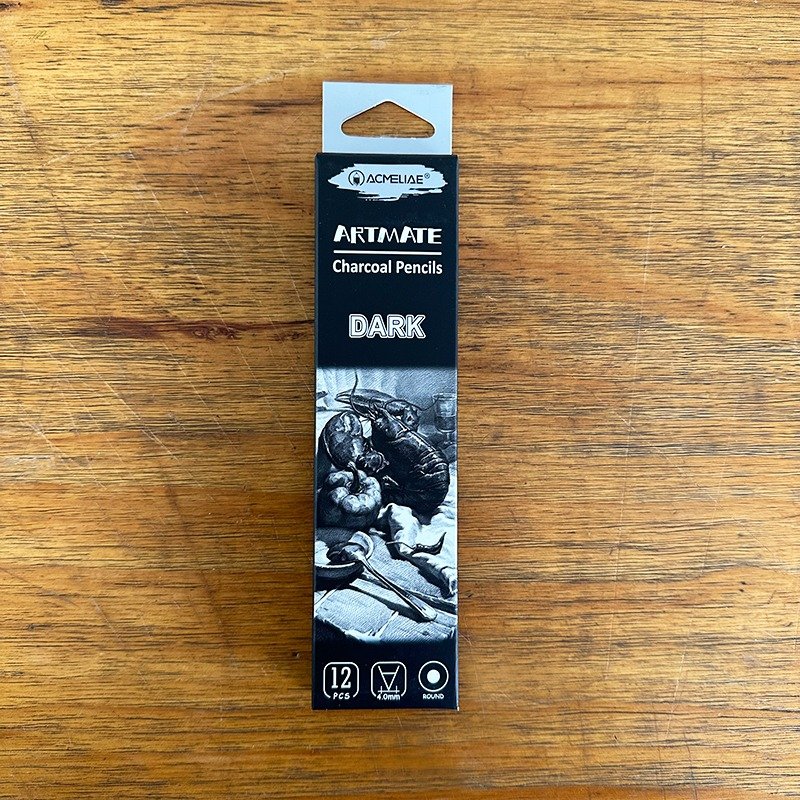 ACMELIAE®
ARTMATE
Charcoal Pencils
DARK
12
PCS
4.0mm
ROUND